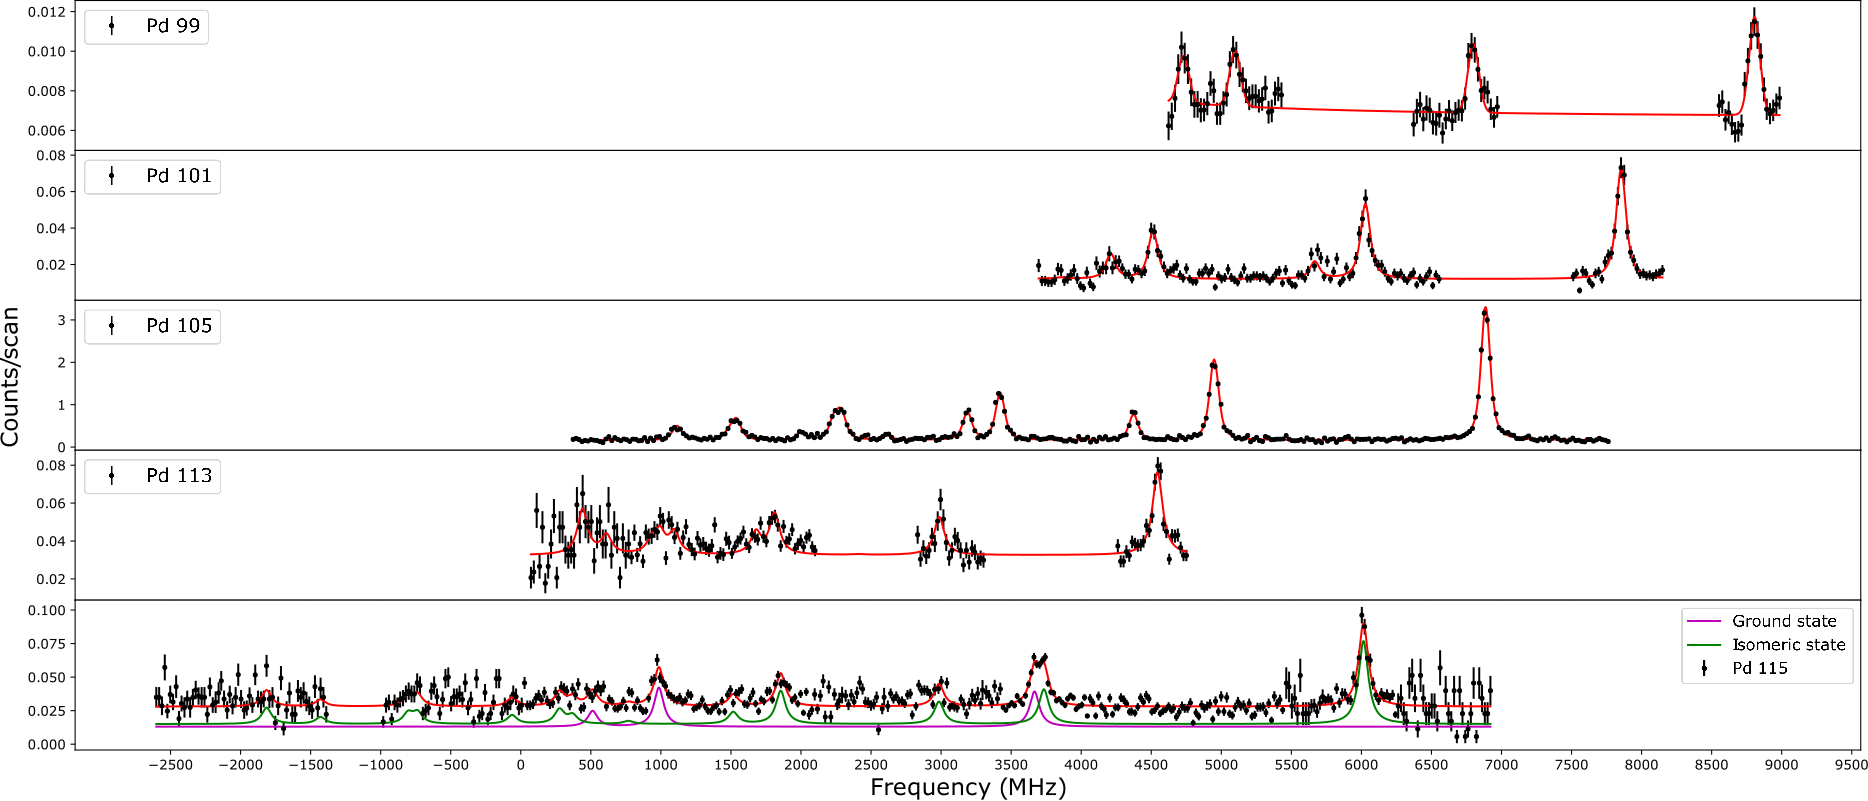 0.012
Pd 99
0.010
0.008
0.006
0.08
Pd 101
0.06
0.04
0.02
Pd 105
3
2
1
0
Counts/scan
0.08
Pd 113
0.06
0.04
0.02
0.100
Ground state
0.075
Isomeric state
Pd 115
0.050
0.025
0.000
−2500 −2000 −1500 −1000 −500 0 500 1000 1500 2000 2500 3000 3500 4000 4500 5000 5500 6000 6500 7000 7500 8000 8500 9000 9500
Frequency (MHz)